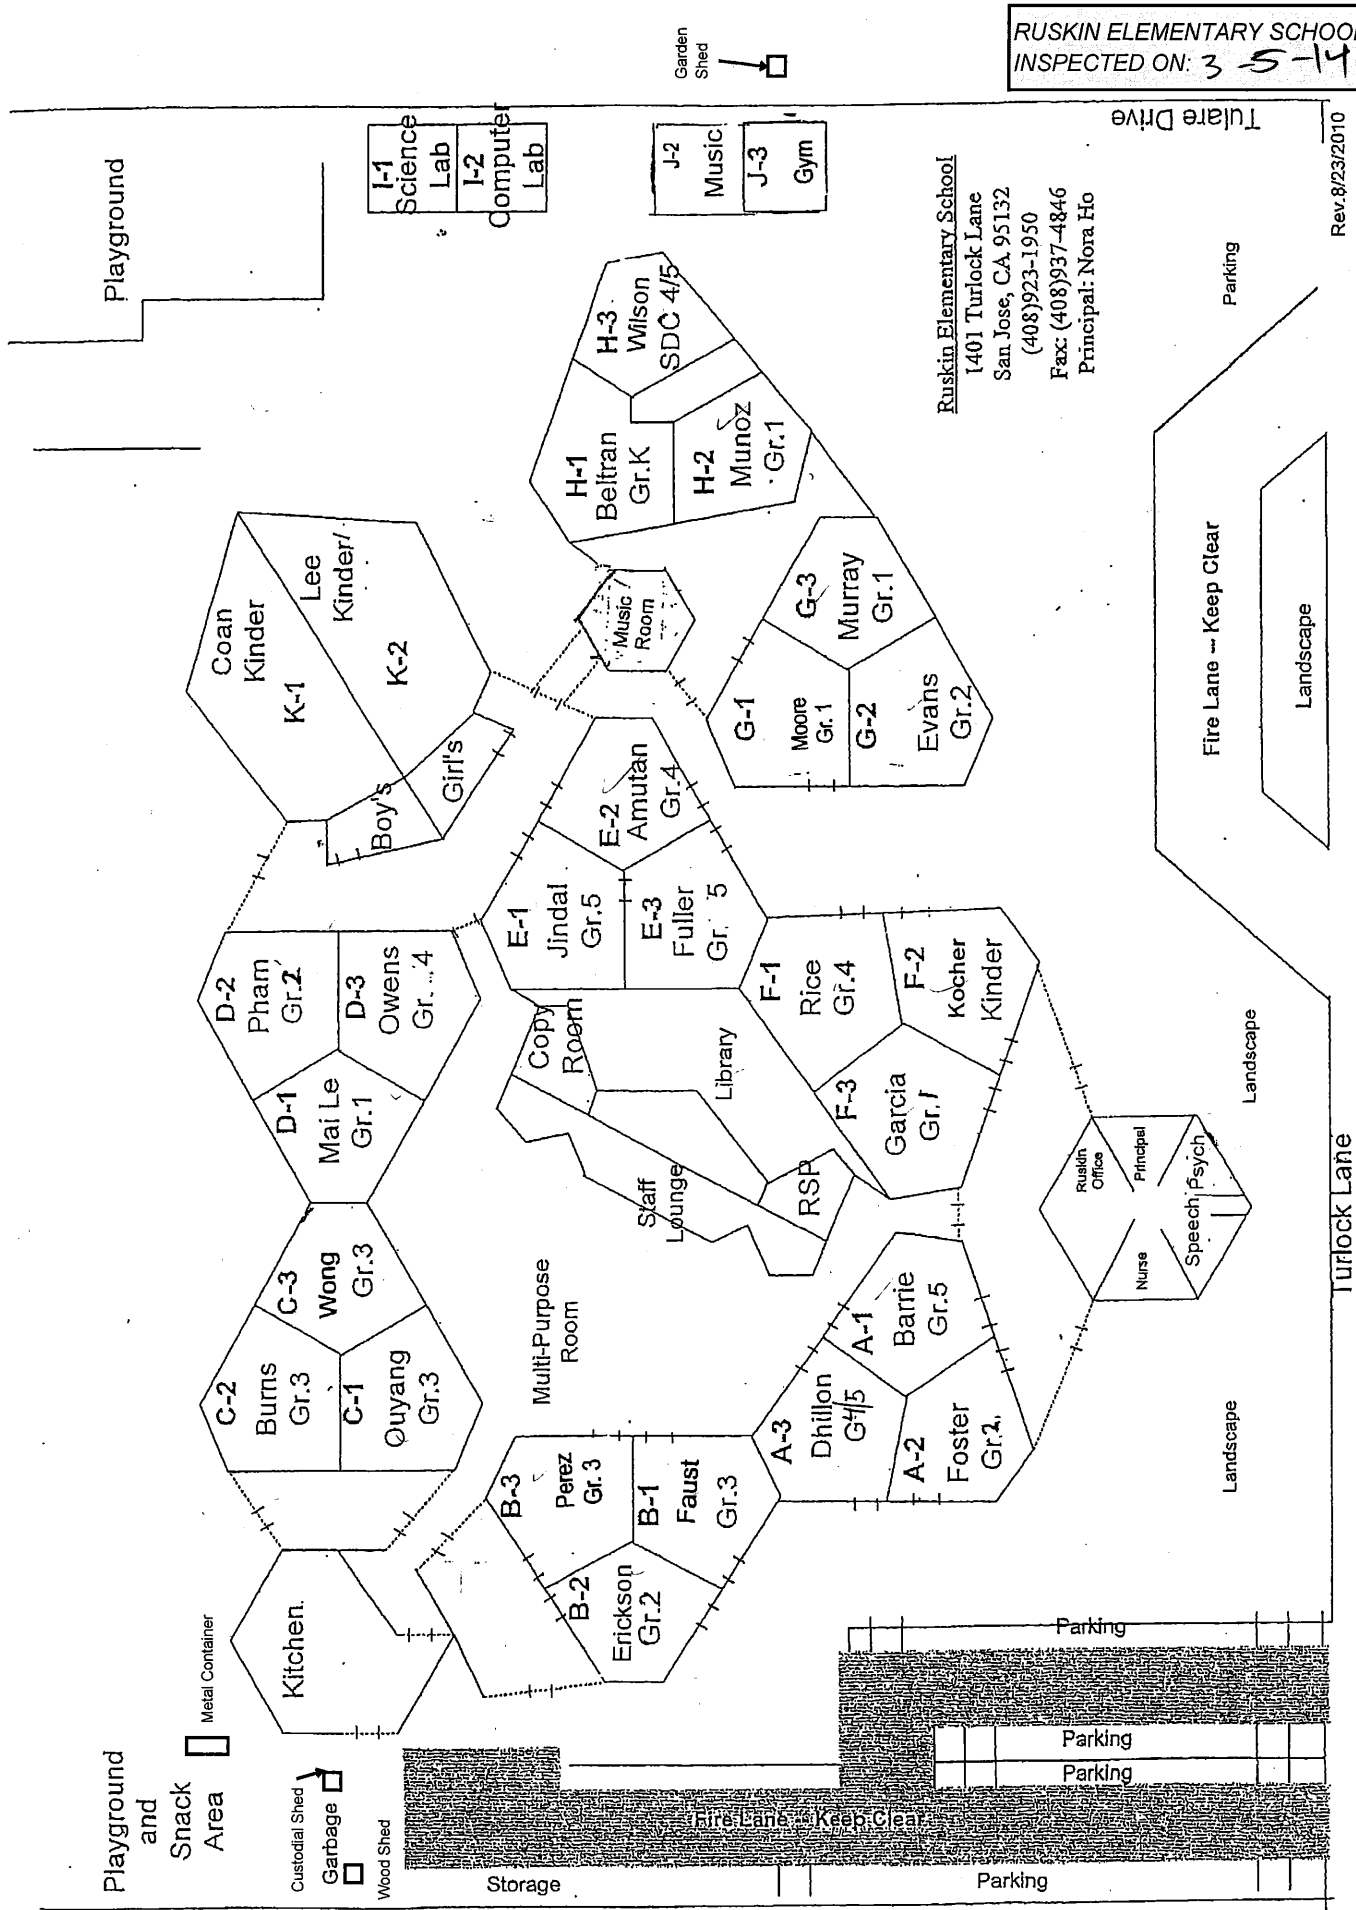 RUSKIN ELEMENTARY SCHOOL
INSPECTED ON: 3-5-14
Garden
Shed
Tulare Drive
Playground
I-1
Science
Lab
I-2
Computer
Lab
J-2
Music
J-3
Gym
Ruskin Elementary School
1401 Turlock Lane
San Jose, CA 95132
(408)923-1950
Fax: (408)937-4846
Principal: Nora Ho
Parking
Rev.8/23/2010
H-3
Wilson
SDC 4/5
H-1
Beltran
Gr.K
H-2
Munoz
Gr.1
Coan
Kinder
K-1
Lee
Kinder/
K-2
Boy's
Girl's
Music
Room
G-3
Murray
Gr.1
G-1
Moore
Gr.1
G-2
Evans
Gr.2
Fire Lane -- Keep Clear
Landscape
E-2
Amutan
Gr.4
E-1
Jindal
Gr.5
E-3
Fuller
Gr. 5
D-2
Pham
Gr.2
D-3
Owens
Gr. 4
D-1
Mai Le
Gr.1
Copy
Room
Library
Staff
Lounge
RSP
F-1
Rice
Gr.4
F-2
Kocher
Kinder
F-3
Garcia
Gr.1
Ruskin
Office
Principal
Nurse
Speech
Psych
Landscape
Turlock Lane
C-3
Wong
Gr.3
C-2
Burns
Gr.3
C-1
Ouyang
Gr.3
Multi-Purpose
Room
A-1
Barrie
Gr.5
A-3
Dhillon
G4/5
A-2
Foster
Gr.2
Landscape
B-3
Perez
Gr. 3
B-1
Faust
Gr.3
B-2
Erickson
Gr.2
Kitchen
Metal Container
Playground
and
Snack
Area
Custodial Shed
Garbage
Wood Shed
Storage
Fire Lane -- Keep Clear
Parking
Parking
Parking
Parking